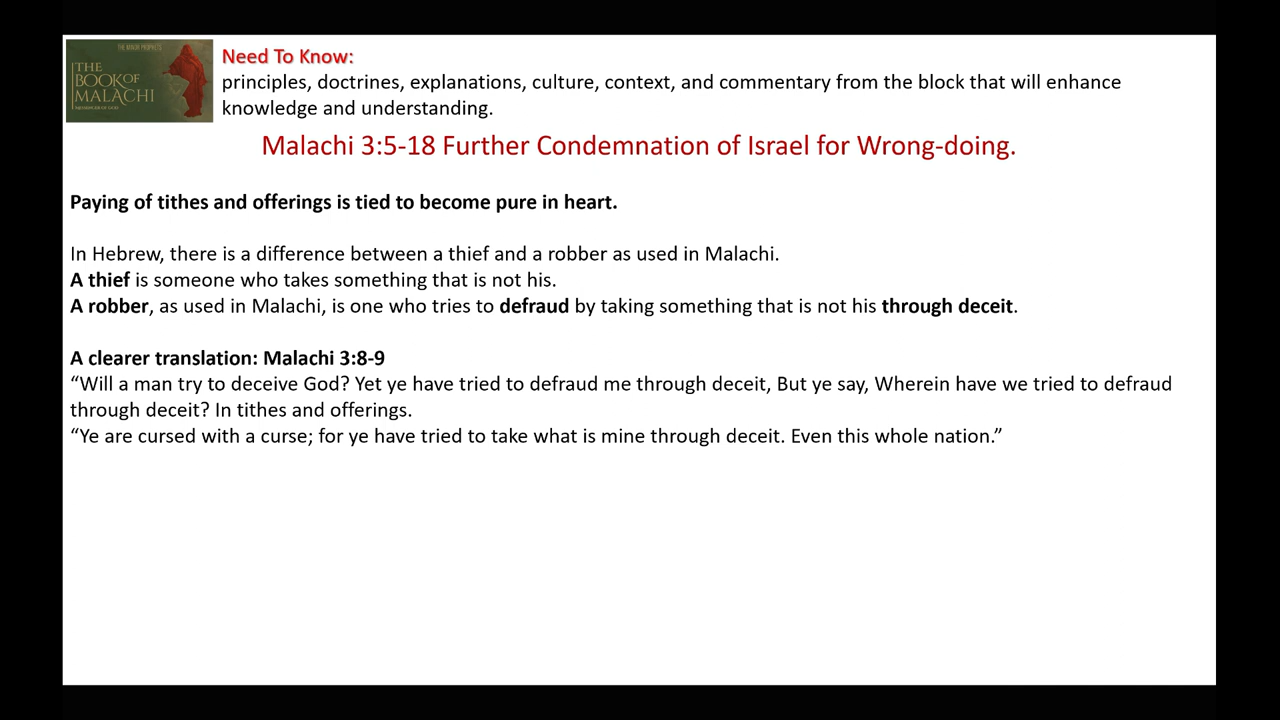 THE MINOR PROPHETS
THE
BOOK OF
MALACHI
MESSENGER OF GOD
Need To Know:
principles, doctrines, explanations, culture, context, and commentary from the block that will enhance
knowledge and understanding.
Malachi 3:5-18 Further Condemnation of Israel for Wrong-doing.
Paying of tithes and offerings is tied to become pure in heart.
In Hebrew, there is a difference between a thief and a robber as used in Malachi.
A thief is someone who takes something that is not his.
A robber, as used in Malachi, is one who tries to defraud by taking something that is not his through deceit.
A clearer translation: Malachi 3:8-9
“Will a man try to deceive God? Yet ye have tried to defraud me through deceit, But ye say, Wherein have we tried to defraud
through deceit? In tithes and offerings.
“Ye are cursed with a curse; for ye have tried to take what is mine through deceit. Even this whole nation.”